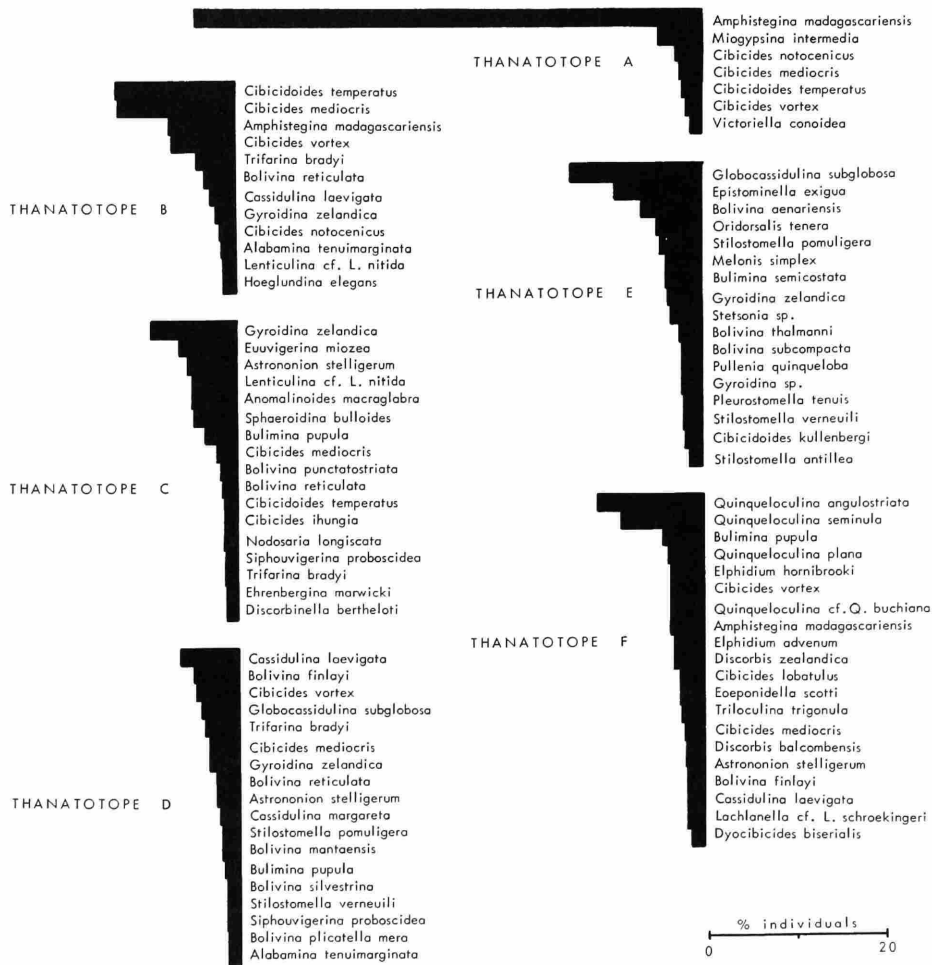 THANATOTOPE A
Amphistegina madagascariensis
Miogypsina intermedia
Cibicides notocenicus
Cibicides mediocris
Cibicidoides temperatus
Cibicides vortex
Victoriella conoidea
THANATOTOPE B
Cibicidoides temperatus
Cibicides mediocris
Amphistegina madagascariensis
Cibicides vortex
Trifarina bradyi
Bolivina reticulata
Cassidulina laevigata
Gyroidina zelandica
Cibicides notocenicus
Alabamina tenuimarginata
Lenticulina cf. L. nitida
Hoeglundina elegans
THANATOTOPE C
Gyroidina zelandica
Euuvigerina miozea
Astrononion stelligerum
Lenticulina cf. L. nitida
Anomalinoides macraglabra
Sphaeroidina bulloides
Bulimina pupula
Cibicides mediocris
Bolivina punctatostriata
Bolivina reticulata
Cibicidoides temperatus
Cibicides ihungia
Nodosaria longiscata
Siphouvigerina proboscidea
Trifarina bradyi
Ehrenbergina marwicki
Discorbinella bertheloti
THANATOTOPE D
Cassidulina laevigata
Bolivina finlayi
Cibicides vortex
Globocassidulina subglobosa
Trifarina bradyi
Cibicides mediocris
Gyroidina zelandica
Bolivina reticulata
Astrononion stelligerum
Cassidulina margareta
Stilostomella pomuligera
Bolivina mantaensis
Bulimina pupula
Bolivina silvestrina
Stilostomella verneuili
Siphouvigerina proboscidea
Bolivina plicatella mera
Alabamina tenuimarginata
THANATOTOPE E
Globocassidulina subglobosa
Epistominella exigua
Bolivina aenariensis
Oridorsalis tenera
Stilostomella pomuligera
Melonis simplex
Bulimina semicostata
Gyroidina zelandica
Stetsonia sp.
Bolivina thalmanni
Bolivina subcompacta
Pullenia quinqueloba
Gyroidina sp.
Pleurostomella tenuis
Stilostomella verneuili
Cibicidoides kullenbergi
Stilostomella antillea
THANATOTOPE F
Quinqueloculina angulostriata
Quinqueloculina seminula
Bulimina pupula
Quinqueloculina plana
Elphidium hornibrooki
Cibicides vortex
Quinqueloculina cf. Q. buchiana
Amphistegina madagascariensis
Elphidium advenum
Discorbis zealandica
Cibicides lobatulus
Eoeponidella scotti
Triloculina trigonula
Cibicides mediocris
Discorbis balcombensis
Astrononion stelligerum
Bolivina finlayi
Cassidulina laevigata
Lachlanella cf. L. schroekingeri
Dyocibicides biserialis
% individuals
0 20